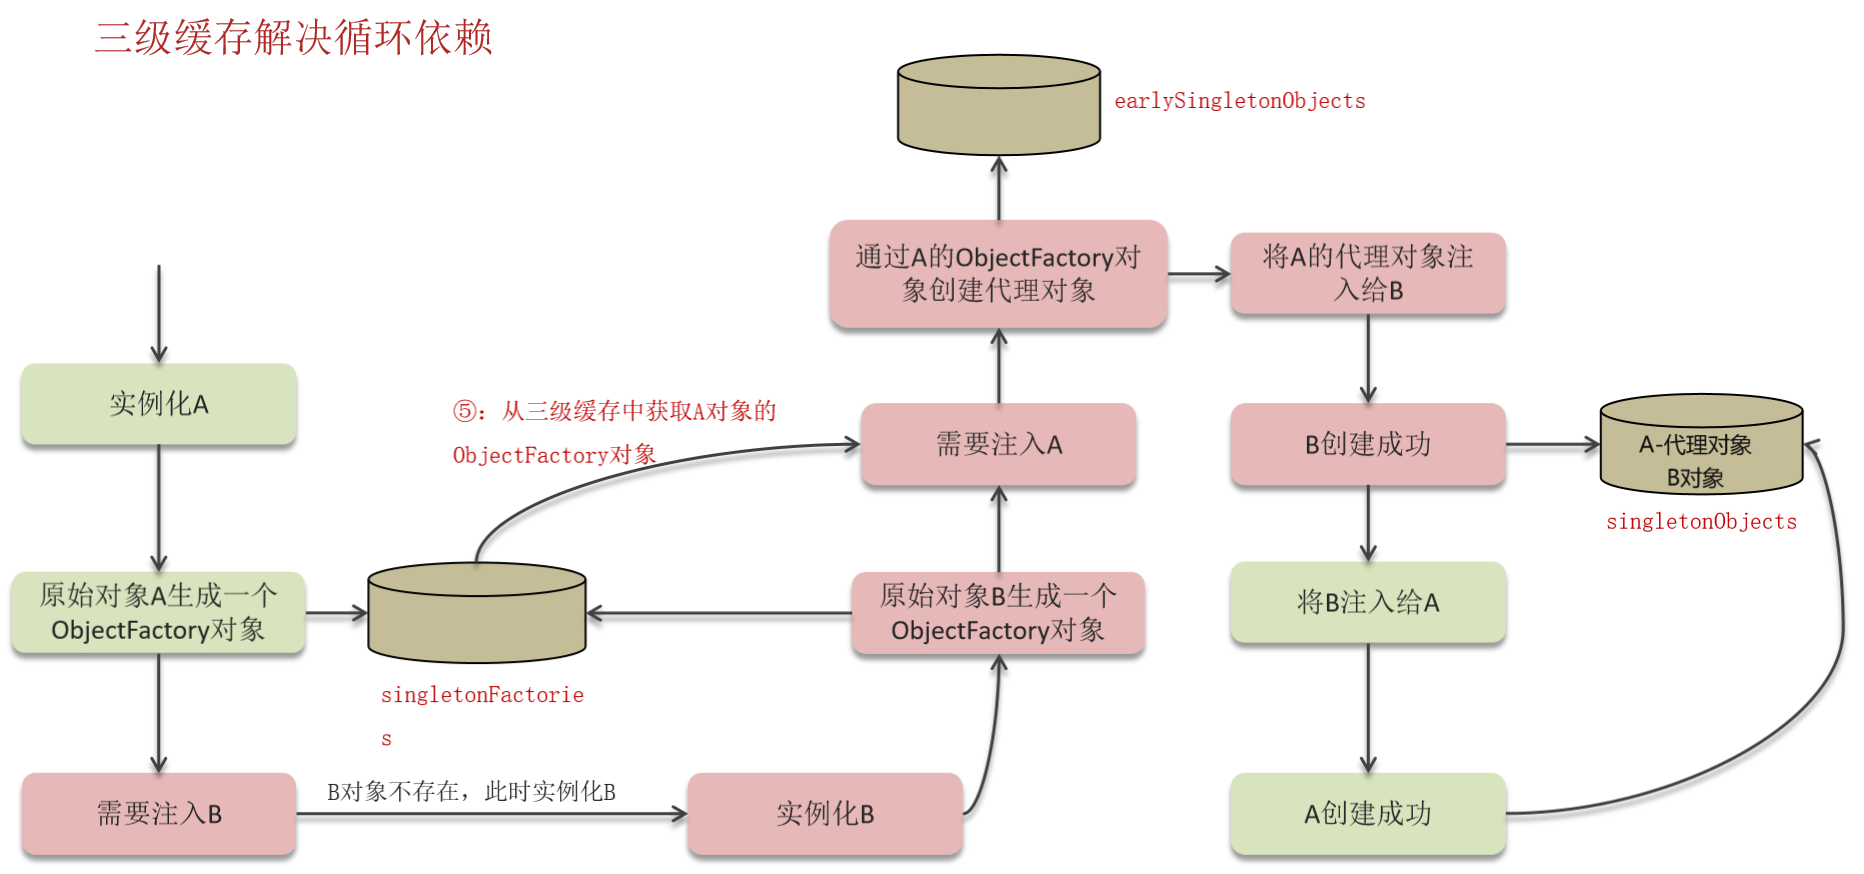 三级缓存解决循环依赖
earlySingletonObjects
通过A的ObjectFactory对
象创建代理对象
将A的代理对象注
入给B
实例化A
⑤：从三级缓存中获取A对象的
ObjectFactory对象
需要注入A
B创建成功
A-代理对象
B对象
singletonObjects
原始对象A生成一个
ObjectFactory对象
singletonFactorie
s
原始对象B生成一个
ObjectFactory对象
将B注入给A
需要注入B
B对象不存在，此时实例化B
实例化B
A创建成功